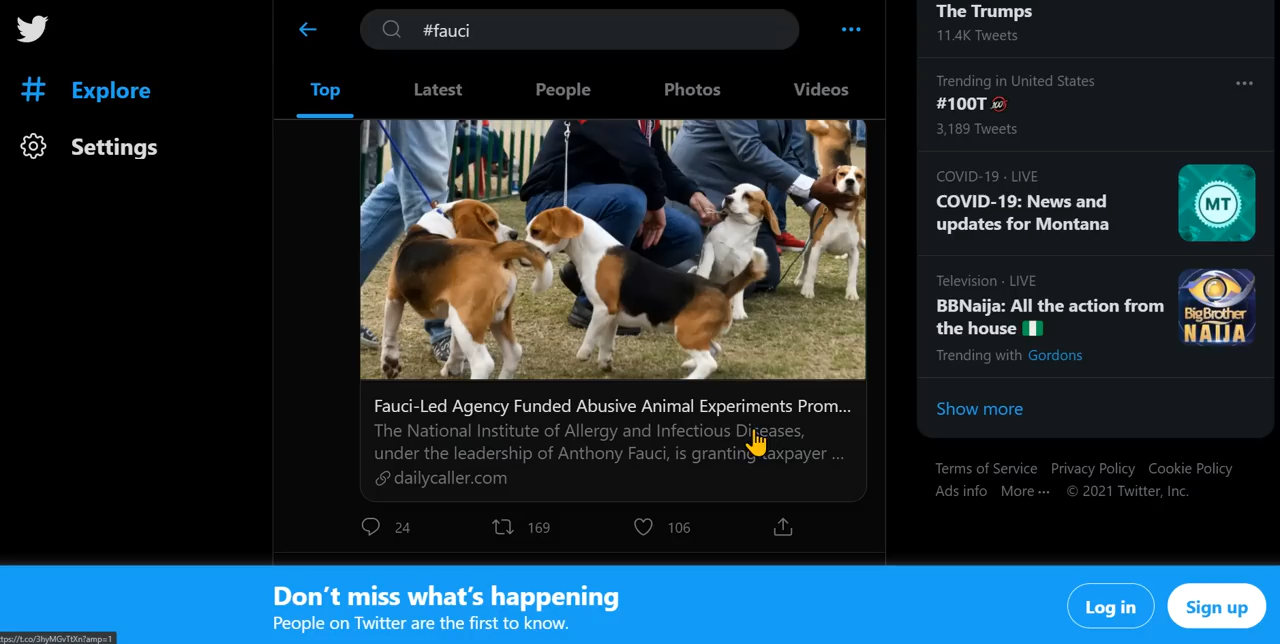 #fauci
Explore
Settings
Top
Latest
People
Photos
Videos
Fauci-Led Agency Funded Abusive Animal Experiments Prom...
The National Institute of Allergy and Infectious Diseases,
under the leadership of Anthony Fauci, is granting taxpayer ...
dailycaller.com
24
169
106
The Trumps
11.4K Tweets
Trending in United States
#100T
3,189 Tweets
COVID-19 · LIVE
COVID-19: News and
updates for Montana
MT
Television · LIVE
BBNaija: All the action from
the house
Trending with Gordons
Big Brother
NAIJA
Show more
Terms of Service Privacy Policy Cookie Policy
Ads info More ··· © 2021 Twitter, Inc.
Don't miss what's happening
People on Twitter are the first to know.
Log in
Sign up